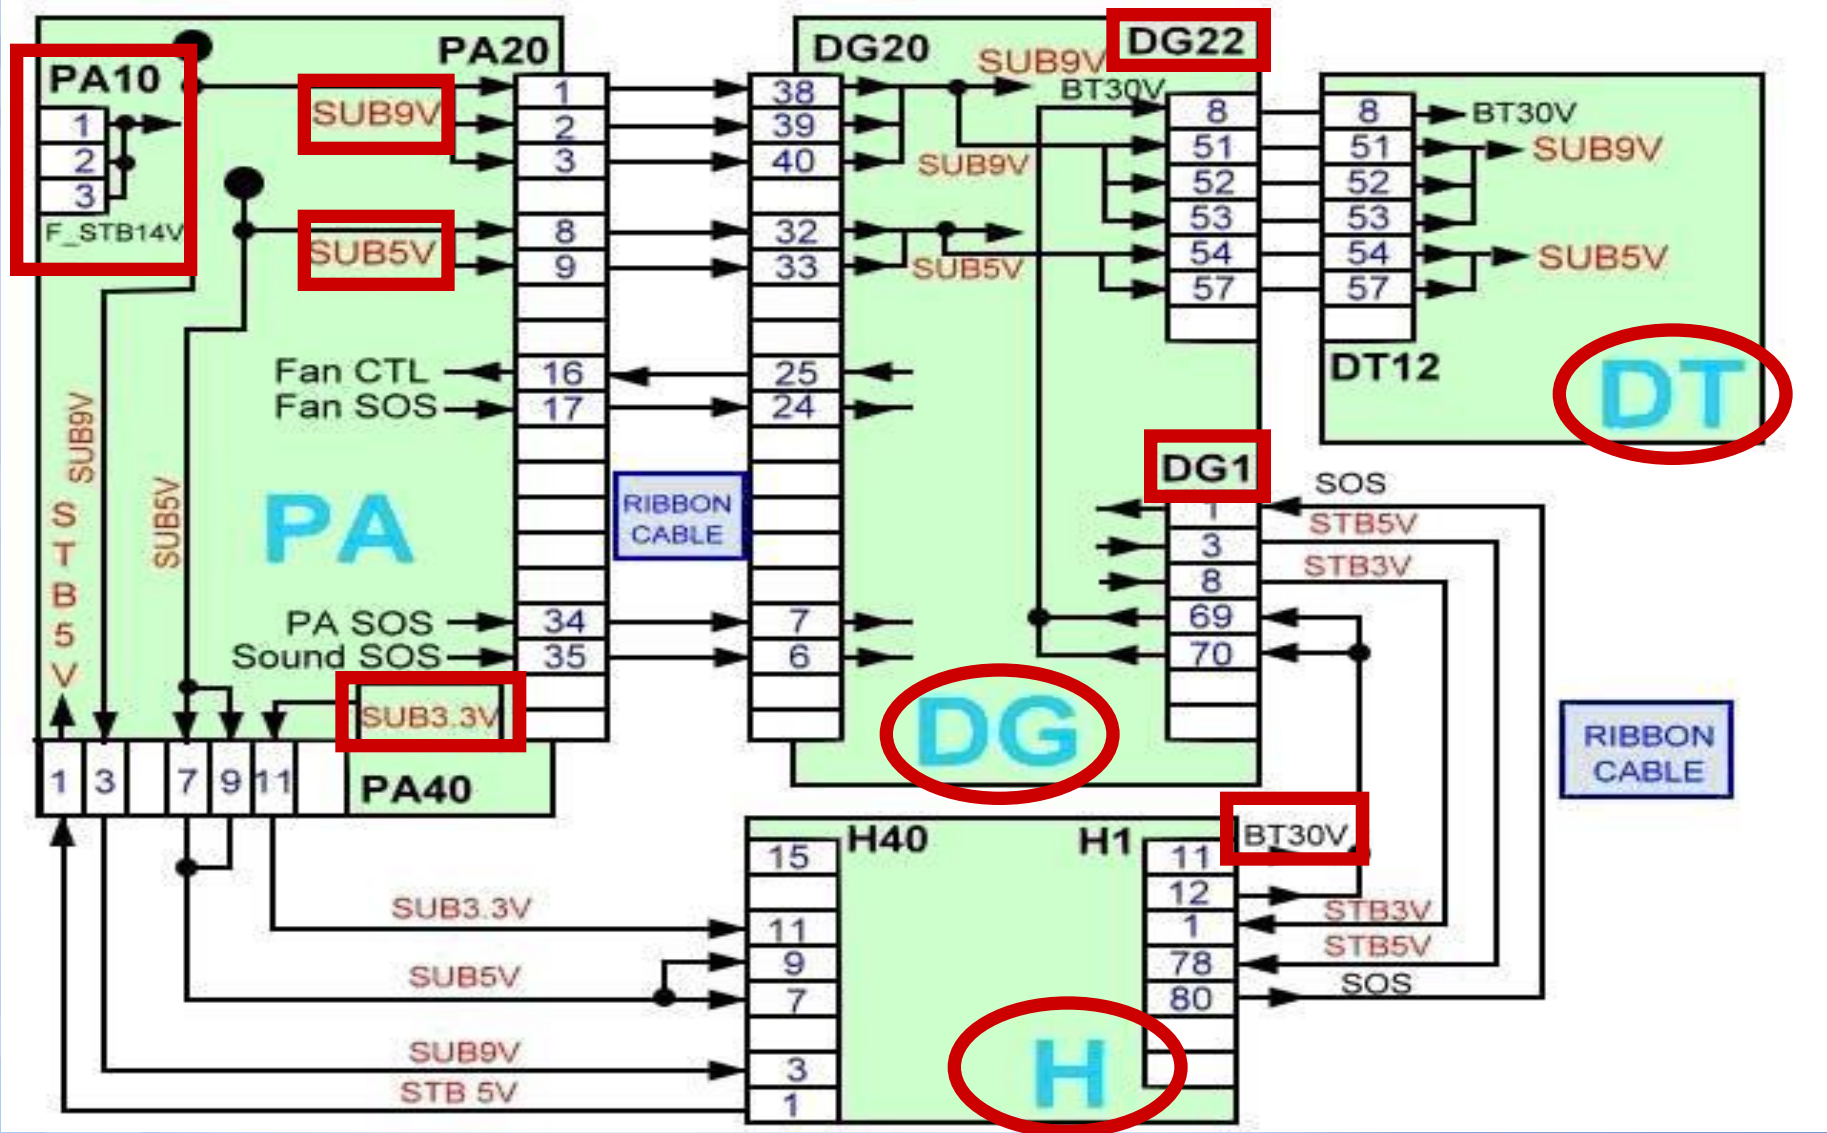 PA10
1
2
3
F_STB14V
PA20
SUB9V
SUB5V
1
2
3
8
9
16
17
34
35
Fan CTL
Fan SOS
PA SOS
Sound SOS
SUB9V
SUB5V
STB5V
PA
SUB3.3V
1 3 7 9 11
PA40
RIBBON
CABLE
DG20
38
39
40
32
33
25
24
7
6
SUB9V
BT30V
SUB9V
SUB5V
DG22
8
51
52
53
54
57
DG1
1
3
8
69
70
DG
8
51
52
53
54
57
DT12
BT30V
SUB9V
SUB5V
DT
SOS
STB5V
STB3V
RIBBON
CABLE
H40
15
11
9
7
3
1
H1
11
12
1
78
80
BT30V
STB3V
STB5V
SOS
H
SUB3.3V
SUB5V
SUB9V
STB 5V